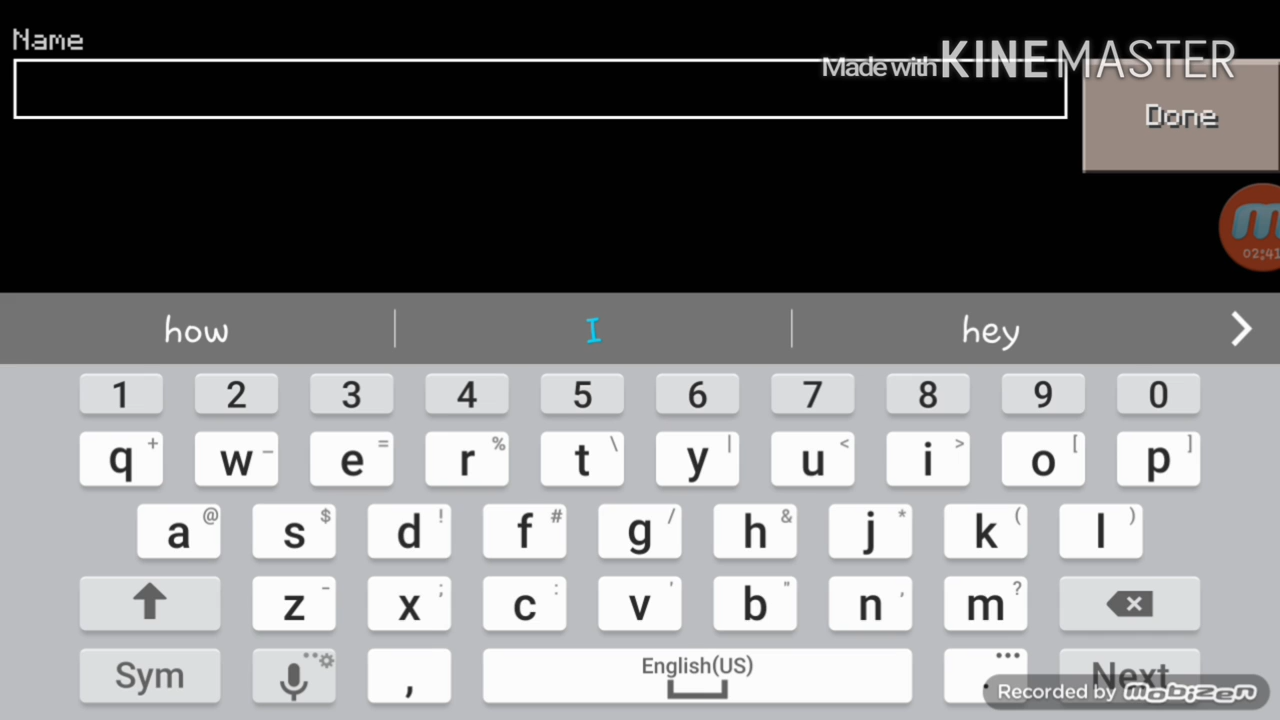 Name
Made with KINEMASTER
Done
02:41
how I hey
1 2 3 4 5 6 7 8 9 0
q + w - e = r % t \ y | u < i > o [ p ]
a @ s $ d ! f # g / h & j * k ( l )
z - x ; c : v ' b " n , m ?
Sym , English(US) . Next
Recorded by mobizen